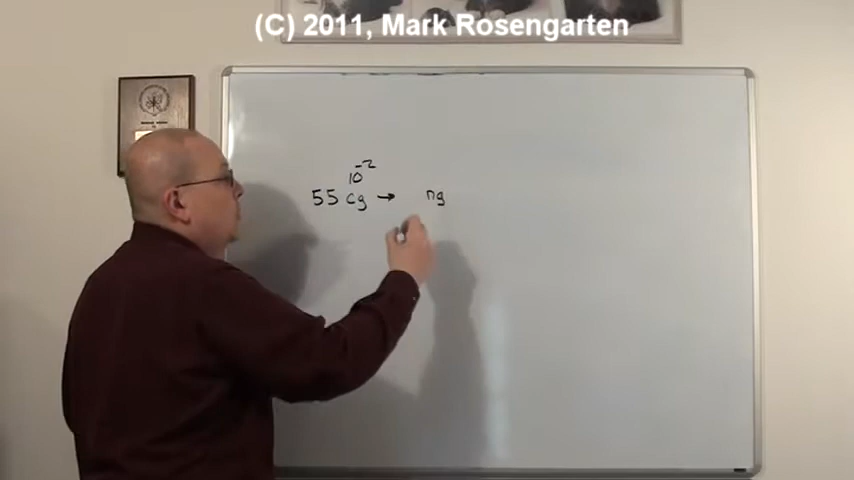 (C) 2011, Mark Rosengarten
10⁻²
55 cg → ng